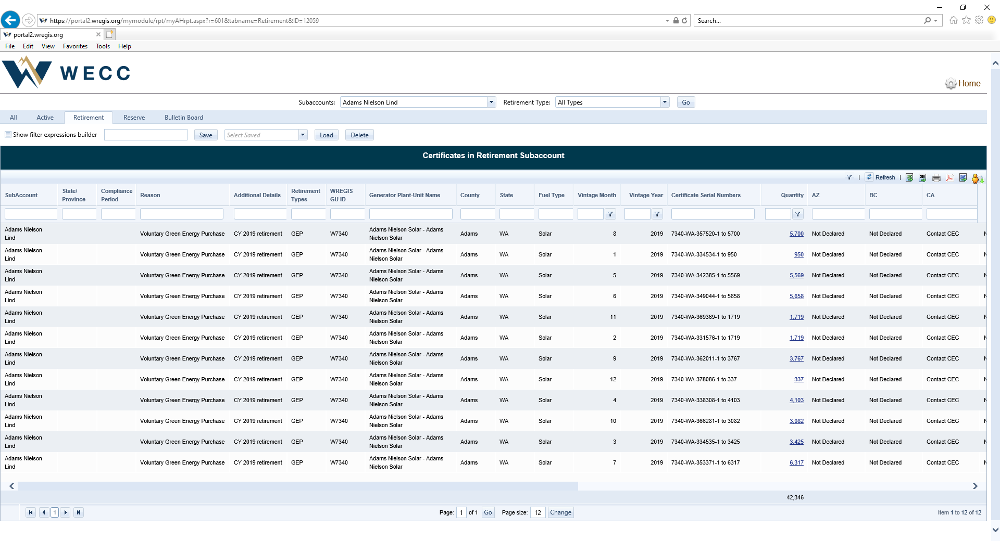 https://portal2.wregis.org/mymodule/rpt/myAHrpt.aspx?r=601&tabname=Retirement&ID=12059
Search...
portal2.wregis.org
File Edit View Favorites Tools Help
WECC
Home
Subaccounts: Adams Nielson Lind Retirement Type: All Types Go
All Active Retirement Reserve Bulletin Board
Show filter expressions builder Save Select Saved Load Delete
Certificates in Retirement Subaccount
Refresh
SubAccount State/ Province Compliance Period Reason Additional Details Retirement Types WREGIS GU ID Generator Plant-Unit Name County State Fuel Type Vintage Month Vintage Year Certificate Serial Numbers Quantity AZ BC CA
Adams Nielson Lind Voluntary Green Energy Purchase CY 2019 retirement GEP W7340 Adams Nielson Solar - Adams Nielson Solar Adams WA Solar 8 2019 7340-WA-357520-1 to 5700 5,700 Not Declared Not Declared Contact CEC N
Adams Nielson Lind Voluntary Green Energy Purchase CY 2019 retirement GEP W7340 Adams Nielson Solar - Adams Nielson Solar Adams WA Solar 1 2019 7340-WA-334534-1 to 950 950 Not Declared Not Declared Contact CEC N
Adams Nielson Lind Voluntary Green Energy Purchase CY 2019 retirement GEP W7340 Adams Nielson Solar - Adams Nielson Solar Adams WA Solar 5 2019 7340-WA-342385-1 to 5569 5,569 Not Declared Not Declared Contact CEC N
Adams Nielson Lind Voluntary Green Energy Purchase CY 2019 retirement GEP W7340 Adams Nielson Solar - Adams Nielson Solar Adams WA Solar 6 2019 7340-WA-349044-1 to 5658 5,658 Not Declared Not Declared Contact CEC N
Adams Nielson Lind Voluntary Green Energy Purchase CY 2019 retirement GEP W7340 Adams Nielson Solar - Adams Nielson Solar Adams WA Solar 11 2019 7340-WA-369369-1 to 1719 1,719 Not Declared Not Declared Contact CEC N
Adams Nielson Lind Voluntary Green Energy Purchase CY 2019 retirement GEP W7340 Adams Nielson Solar - Adams Nielson Solar Adams WA Solar 2 2019 7340-WA-331576-1 to 1719 1,719 Not Declared Not Declared Contact CEC N
Adams Nielson Lind Voluntary Green Energy Purchase CY 2019 retirement GEP W7340 Adams Nielson Solar - Adams Nielson Solar Adams WA Solar 9 2019 7340-WA-362011-1 to 3767 3,767 Not Declared Not Declared Contact CEC N
Adams Nielson Lind Voluntary Green Energy Purchase CY 2019 retirement GEP W7340 Adams Nielson Solar - Adams Nielson Solar Adams WA Solar 12 2019 7340-WA-378086-1 to 337 337 Not Declared Not Declared Contact CEC N
Adams Nielson Lind Voluntary Green Energy Purchase CY 2019 retirement GEP W7340 Adams Nielson Solar - Adams Nielson Solar Adams WA Solar 4 2019 7340-WA-338308-1 to 4103 4,103 Not Declared Not Declared Contact CEC N
Adams Nielson Lind Voluntary Green Energy Purchase CY 2019 retirement GEP W7340 Adams Nielson Solar - Adams Nielson Solar Adams WA Solar 10 2019 7340-WA-366281-1 to 3082 3,082 Not Declared Not Declared Contact CEC N
Adams Nielson Lind Voluntary Green Energy Purchase CY 2019 retirement GEP W7340 Adams Nielson Solar - Adams Nielson Solar Adams WA Solar 3 2019 7340-WA-334535-1 to 3425 3,425 Not Declared Not Declared Contact CEC N
Adams Nielson Lind Voluntary Green Energy Purchase CY 2019 retirement GEP W7340 Adams Nielson Solar - Adams Nielson Solar Adams WA Solar 7 2019 7340-WA-353371-1 to 6317 6,317 Not Declared Not Declared Contact CEC N
42,346
1 Page: 1 of 1 Go Page size: 12 Change Item 1 to 12 of 12